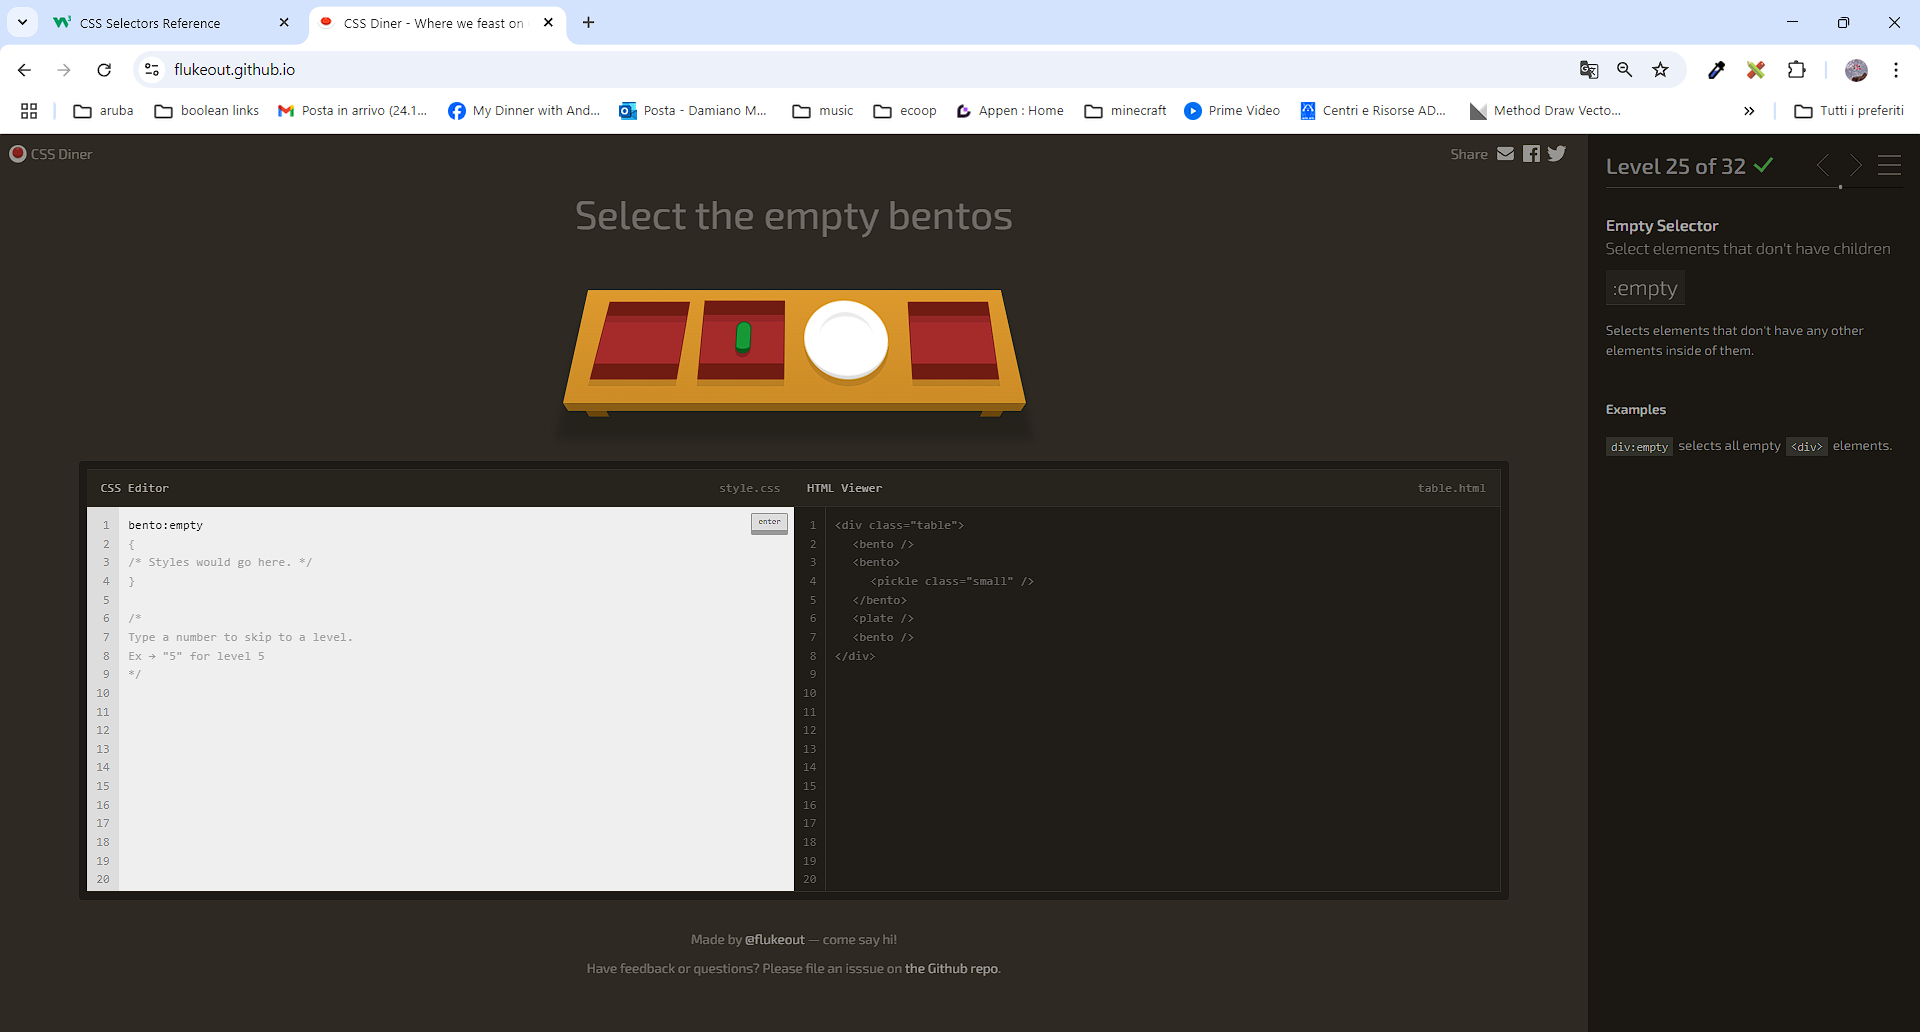 CSS Selectors Reference
CSS Diner - Where we feast on
flukeout.github.io
aruba
boolean links
Posta in arrivo (24.1...
My Dinner with And...
Posta - Damiano M...
music
ecoop
Appen : Home
minecraft
Prime Video
Centri e Risorse AD...
Method Draw Vecto...
»
Tutti i preferiti
CSS Diner
Share
Select the empty bentos
CSS Editor
style.css
1 bento:empty
enter
2 {
3 /* Styles would go here. */
4 }
5
6 /*
7 Type a number to skip to a level.
8 Ex → "5" for level 5
9 */
10
11
12
13
14
15
16
17
18
19
20
HTML Viewer
table.html
1 <div class="table">
2 <bento />
3 <bento>
4 <pickle class="small" />
5 </bento>
6 <plate />
7 <bento />
8 </div>
9
10
11
12
13
14
15
16
17
18
19
20
Made by @flukeout — come say hi!
Have feedback or questions? Please file an isssue on the Github repo.
Level 25 of 32
Empty Selector
Select elements that don't have children
:empty
Selects elements that don't have any other
elements inside of them.
Examples
div:empty selects all empty <div> elements.